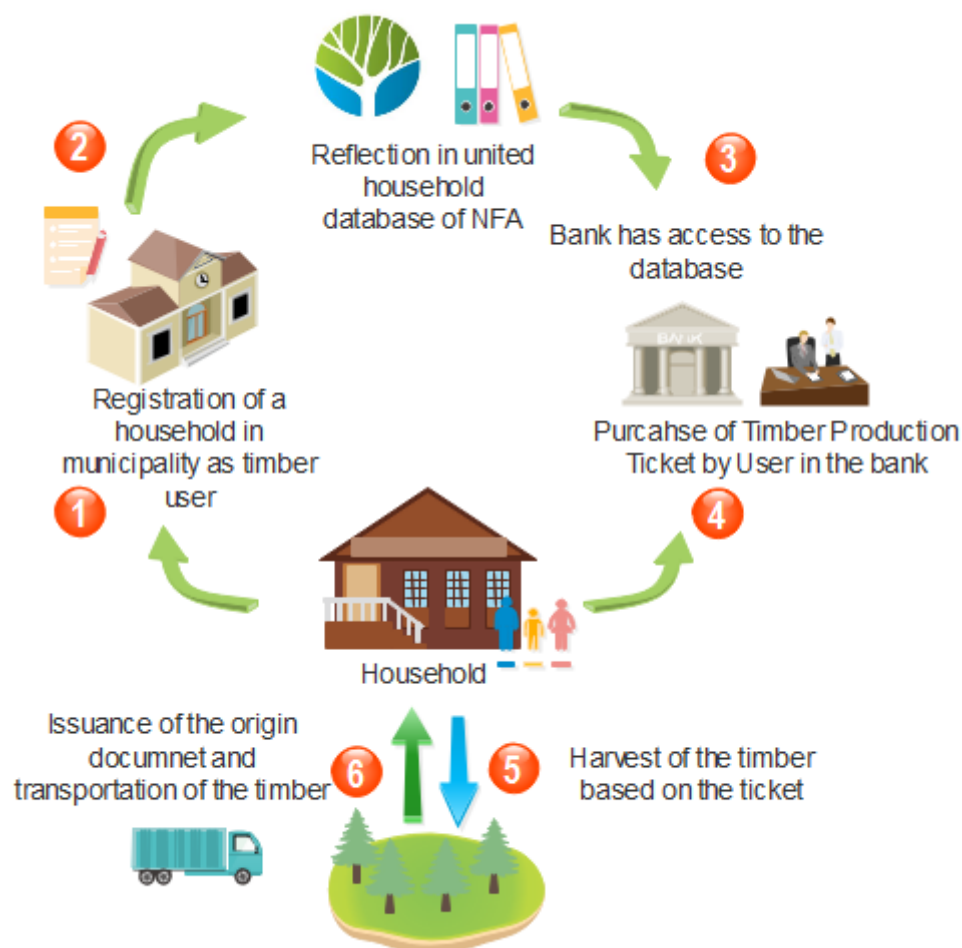 2
Reflection in united
household
database of NFA
3
Bank has access to the
database
BANK
Registration of a
household in
municipality as timber
user
Purcahse of Timber Production
Ticket by User in the bank
1
4
Household
Issuance of the origin
documnet and
transportation of the timber
6
5
Harvest of the timber
based on the ticket